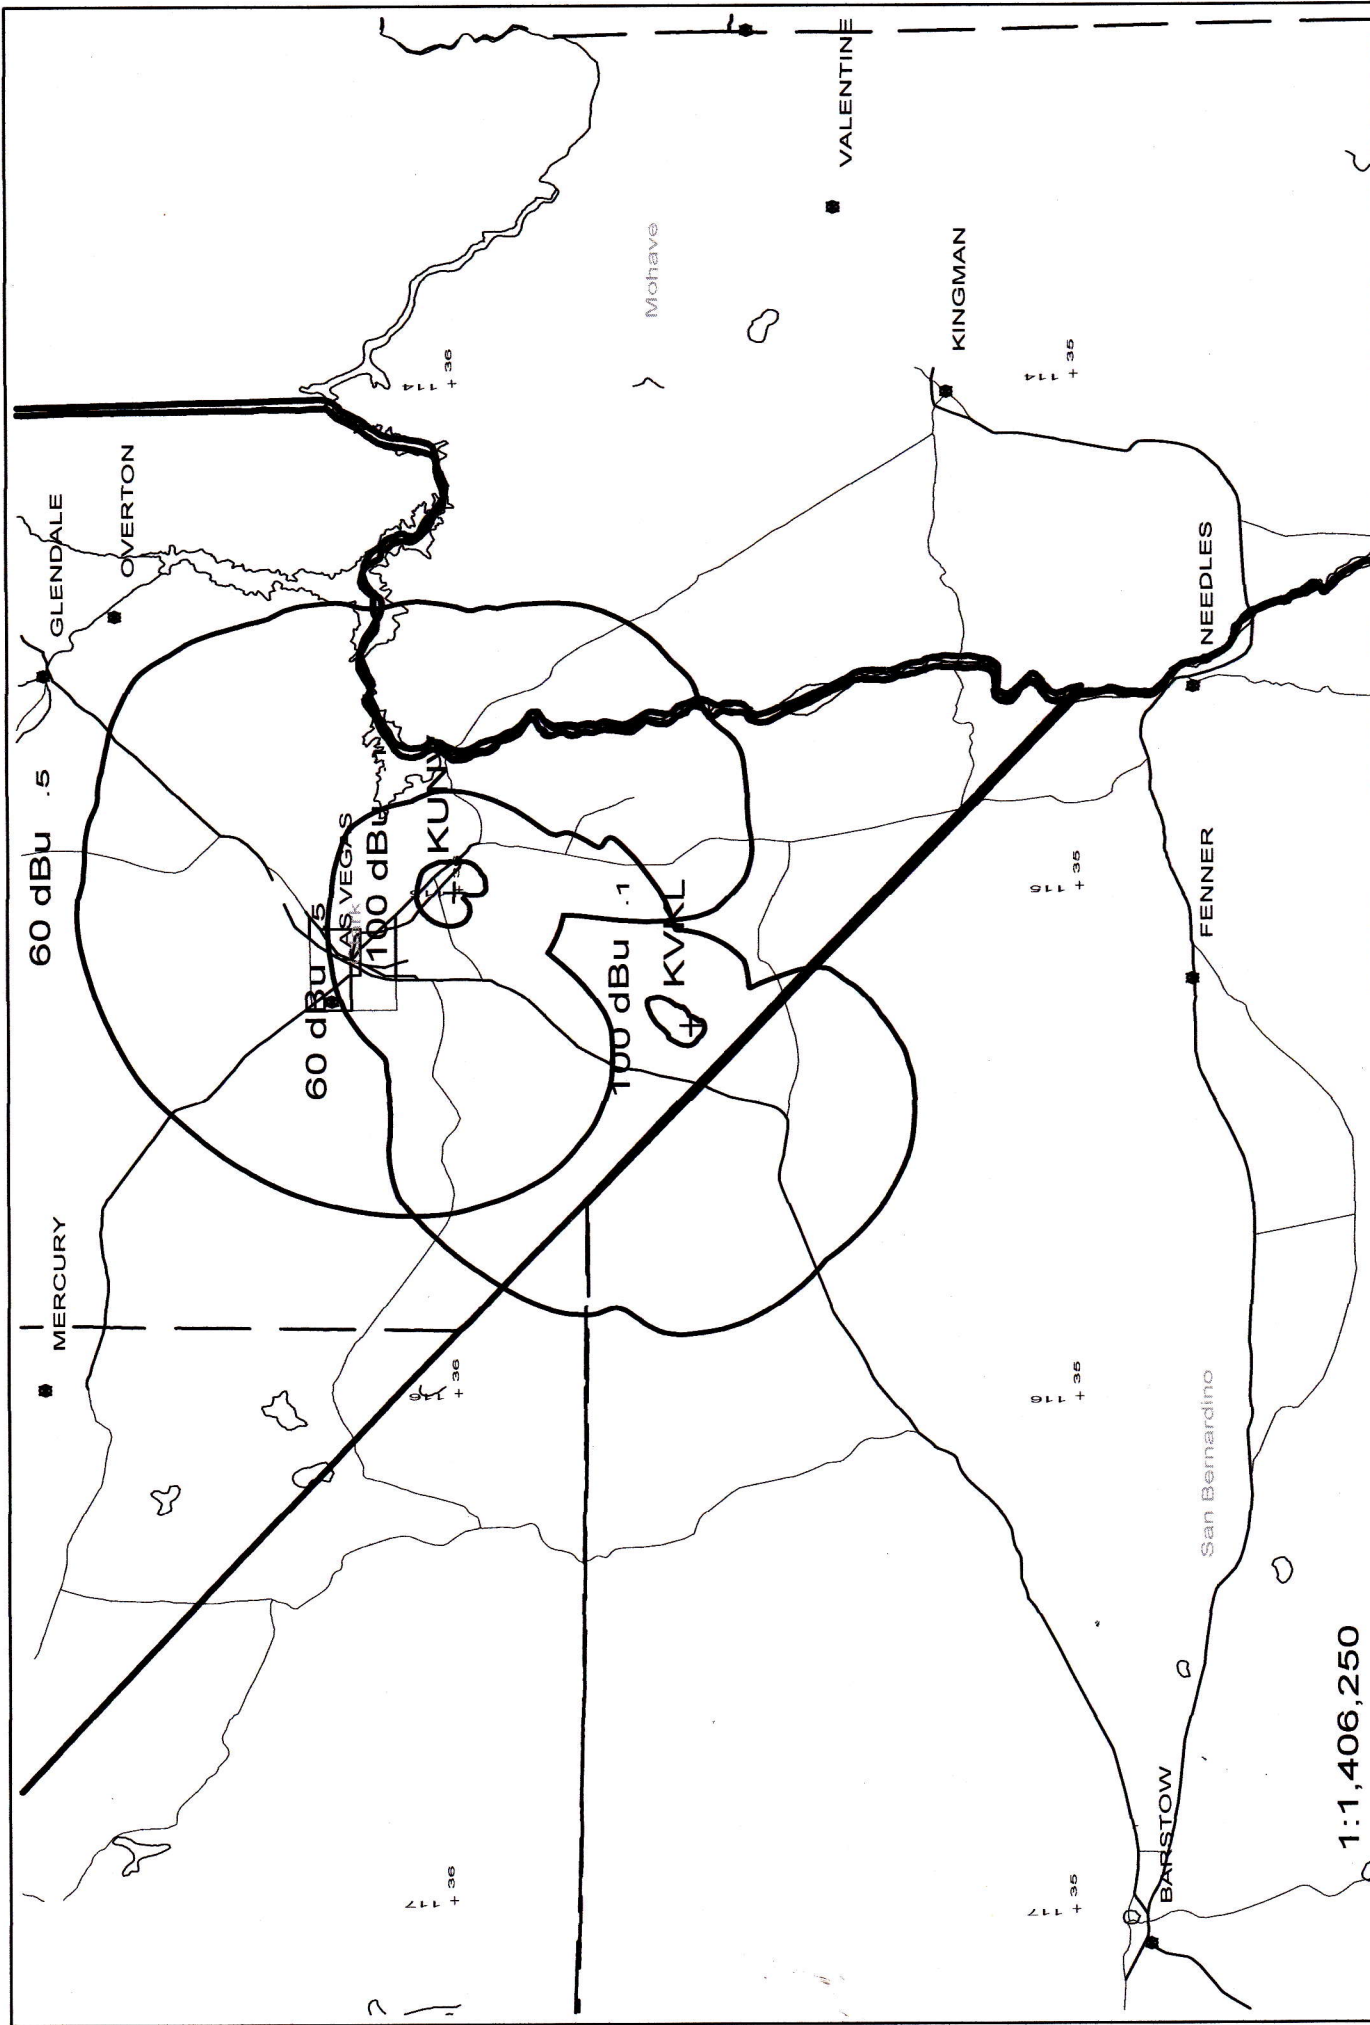 MERCURY
60 dBu .5
GLENDALE
OVERTON
60 dBu .5
LAS VEGAS
100 dBu
KUNV
+ 36
117
+ 36
116
+ 36
114
100 dBu .1
KVKL
Mohave
VALENTINE
KINGMAN
+ 35
117
+ 35
116
+ 35
115
+ 35
114
BARSTOW
San Bernardino
FENNER
NEEDLES
1:1,406,250